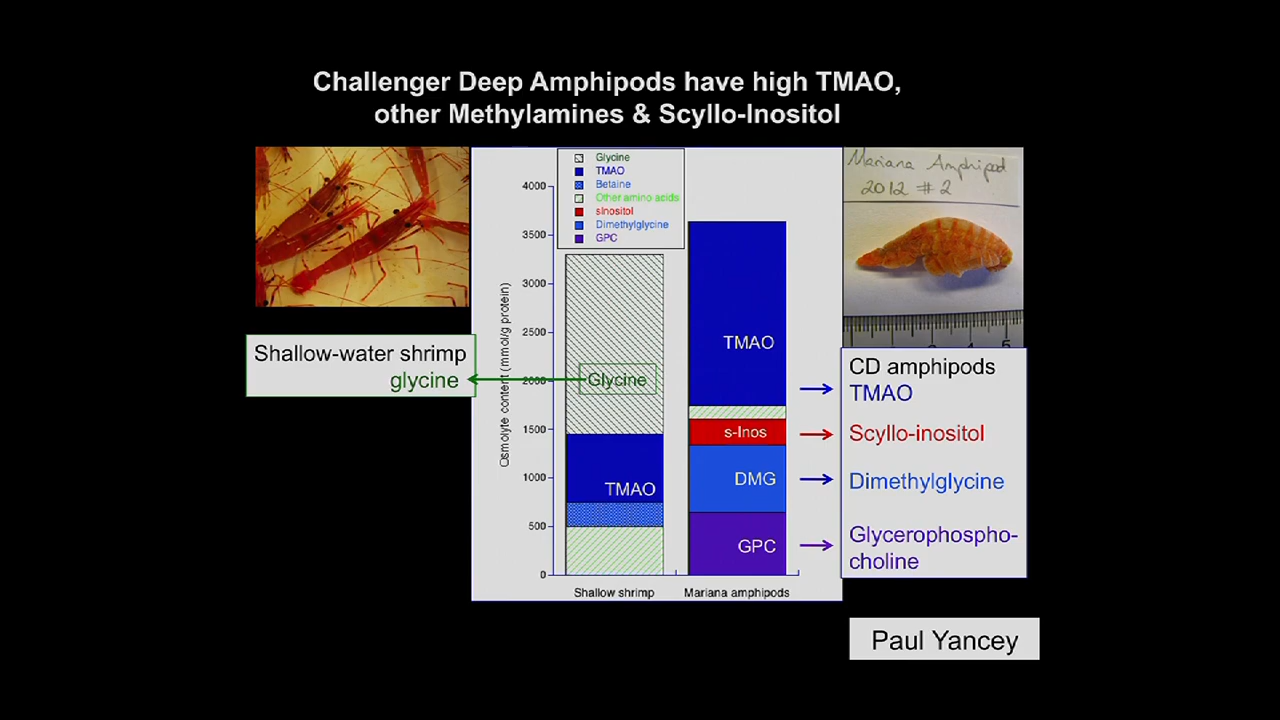 Challenger Deep Amphipods have high TMAO,
other Methylamines & Scyllo-Inositol
Glycine
TMAO
Betaine
Other amino acids
sInositol
Dimethylglycine
GPC
Osmolyte content (mmol/g protein)
4000
3500
3000
2500
2000
1500
1000
500
0
Glycine
TMAO
TMAO
s-Inos
DMG
GPC
Shallow shrimp
Mariana amphipods
Shallow-water shrimp
glycine
Mariana Amphipod
2012 #2
5
CD amphipods
TMAO
Scyllo-inositol
Dimethylglycine
Glycerophospho-
choline
Paul Yancey